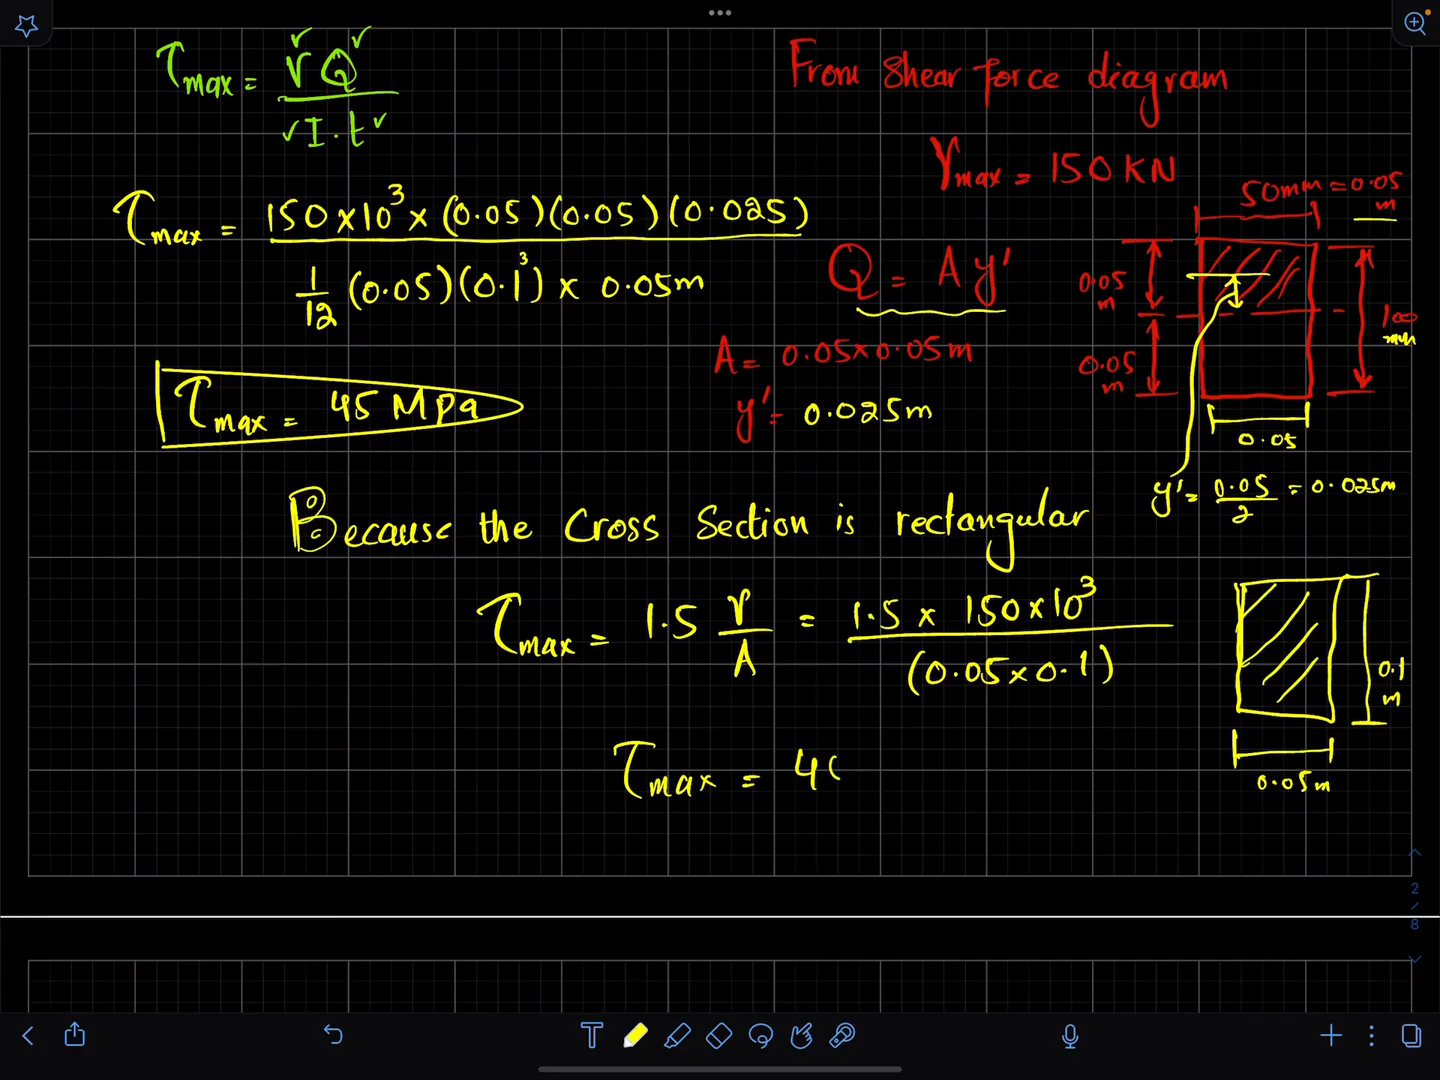 τmax = VQ / I·t
From Shear force diagram
Vmax = 150 KN
50mm = 0.05 m
τmax = 150×10³×(0.05)(0.05)(0.025) / 1/12 (0.05)(0.1³) × 0.05m
Q = A y'
0.05 m
0.05 m
100 mm
A = 0.05×0.05m
y' = 0.025m
0.05
τmax = 45 Mpa
y' = 0.05/2 = 0.025m
Because the Cross Section is rectangular
τmax = 1.5 V/A = 1.5 × 150×10³ / (0.05×0.1)
0.1 m
0.05m
τmax = 4
2 / 8